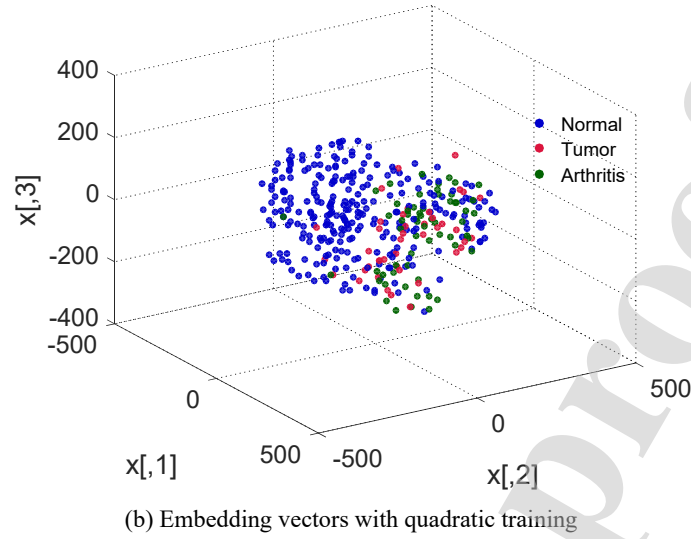 400
200
0
-200
-400
x[,3]
-500
0
500
x[,1]
-500
0
500
x[,2]
Normal
Tumor
Arthritis
(b) Embedding vectors with quadratic training